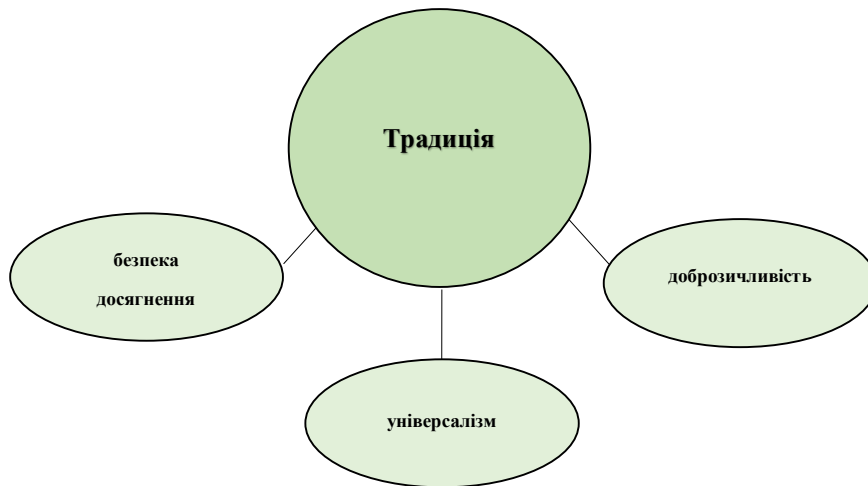 Традиція
безпека
досягнення
доброзичливість
універсалізм